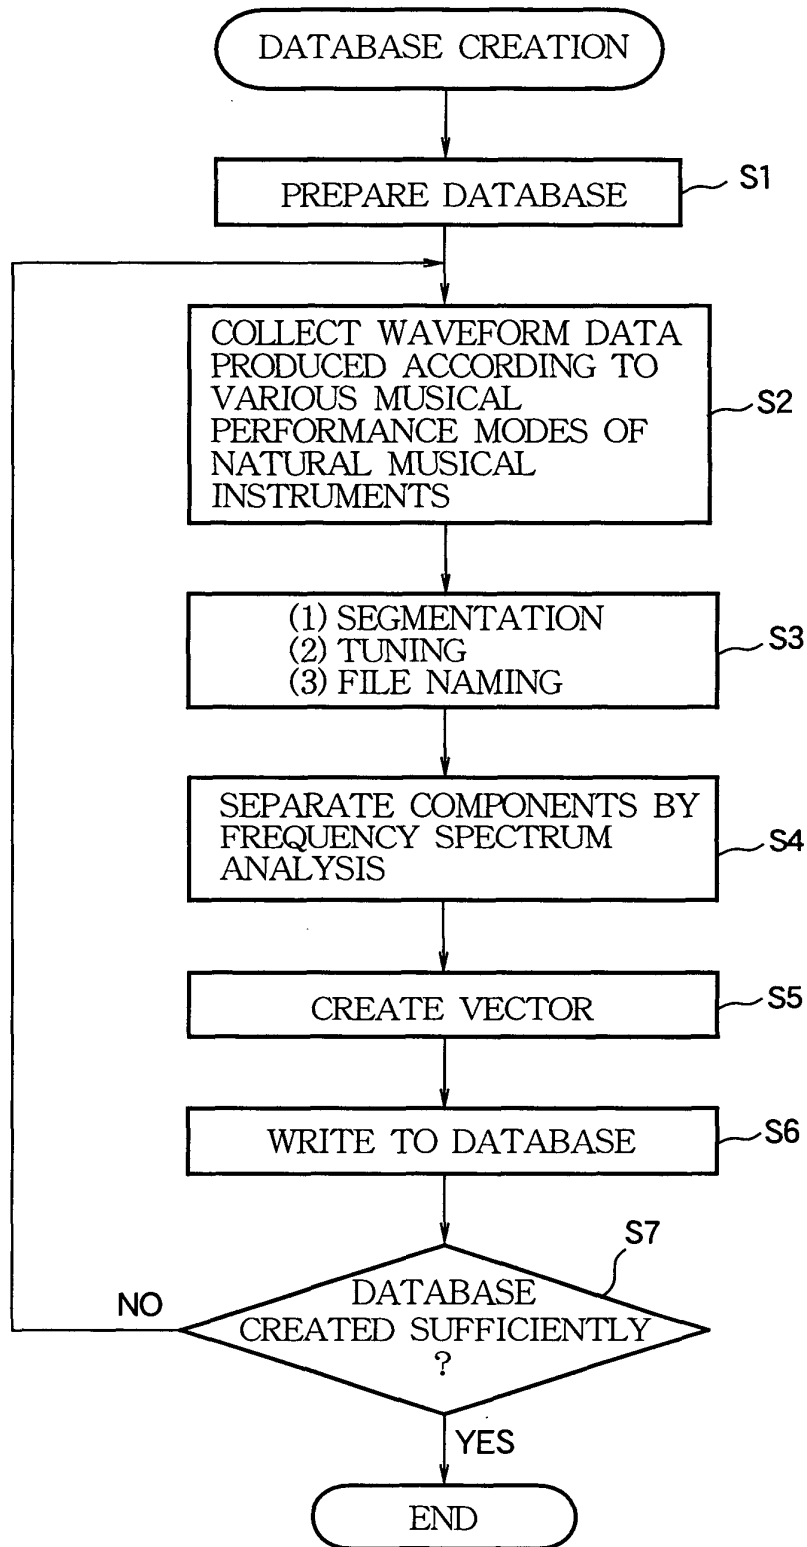 DATABASE CREATION
PREPARE DATABASE
S1
COLLECT WAVEFORM DATA
PRODUCED ACCORDING TO
VARIOUS MUSICAL
PERFORMANCE MODES OF
NATURAL MUSICAL
INSTRUMENTS
S2
(1) SEGMENTATION
(2) TUNING
(3) FILE NAMING
S3
SEPARATE COMPONENTS BY
FREQUENCY SPECTRUM
ANALYSIS
S4
CREATE VECTOR
S5
WRITE TO DATABASE
S6
S7
DATABASE
CREATED SUFFICIENTLY
?
NO
YES
END